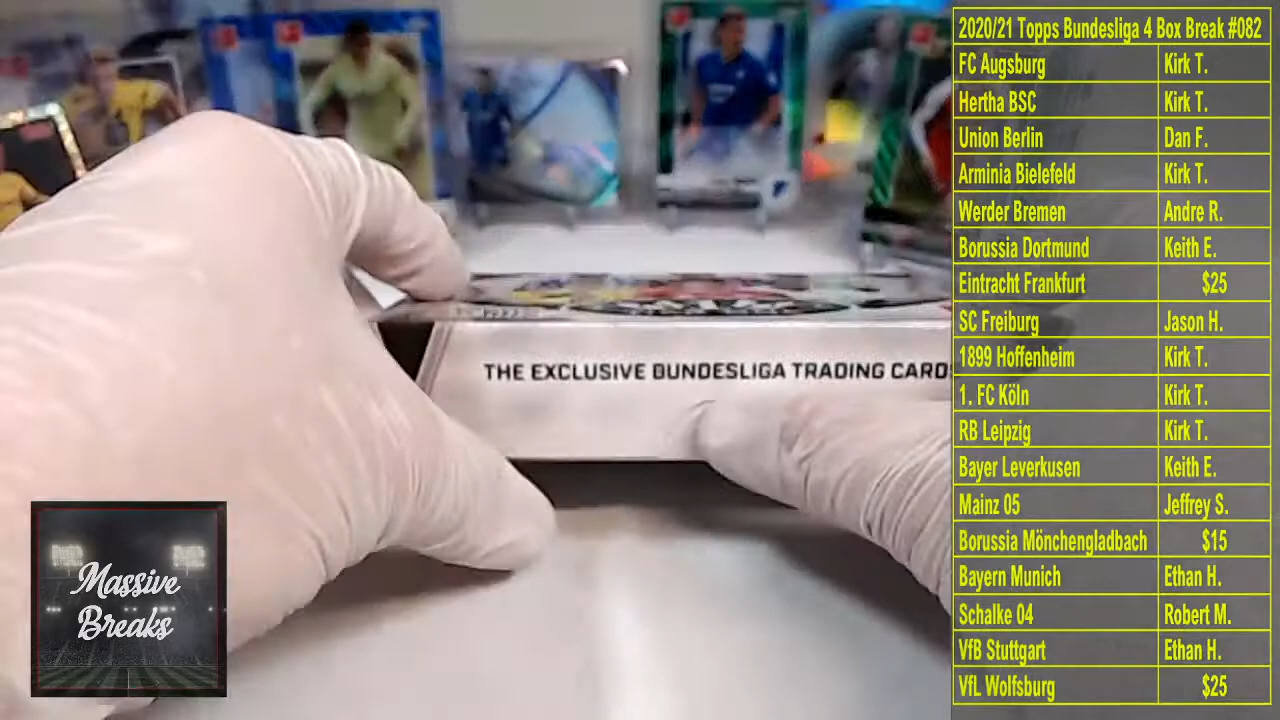 2020/21 Topps Bundesliga 4 Box Break #082
FC Augsburg Kirk T.
Hertha BSC Kirk T.
Union Berlin Dan F.
Arminia Bielefeld Kirk T.
Werder Bremen Andre R.
Borussia Dortmund Keith E.
Eintracht Frankfurt $25
SC Freiburg Jason H.
1899 Hoffenheim Kirk T.
1. FC Köln Kirk T.
RB Leipzig Kirk T.
Bayer Leverkusen Keith E.
Mainz 05 Jeffrey S.
Borussia Mönchengladbach $15
Bayern Munich Ethan H.
Schalke 04 Robert M.
VfB Stuttgart Ethan H.
VfL Wolfsburg $25
THE EXCLUSIVE BUNDESLIGA TRADING CARD
Massive
Breaks